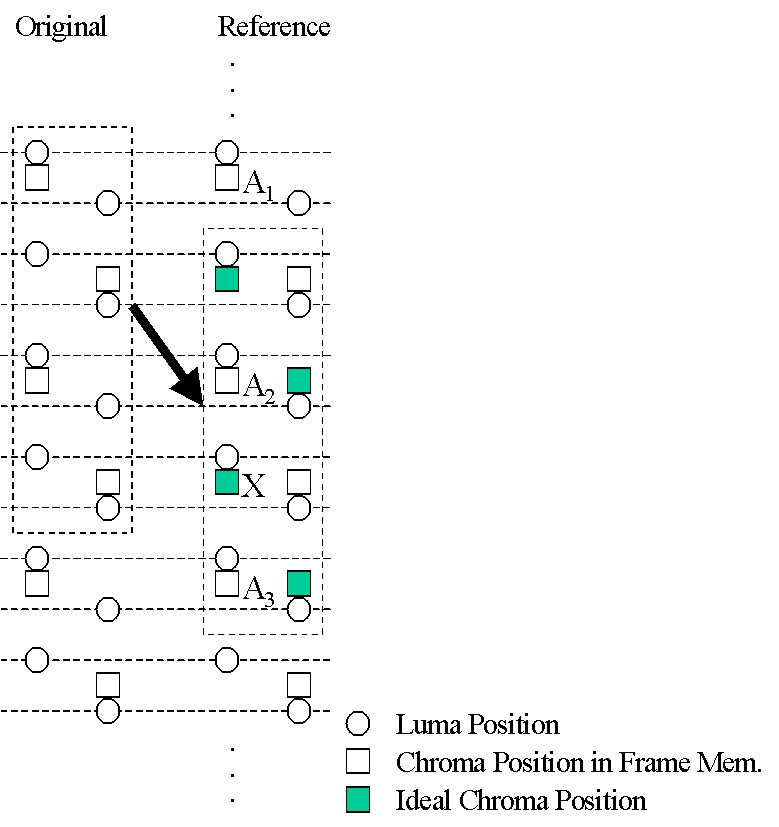 Original
Reference
A1
A2
X
A3
Luma Position
Chroma Position in Frame Mem.
Ideal Chroma Position